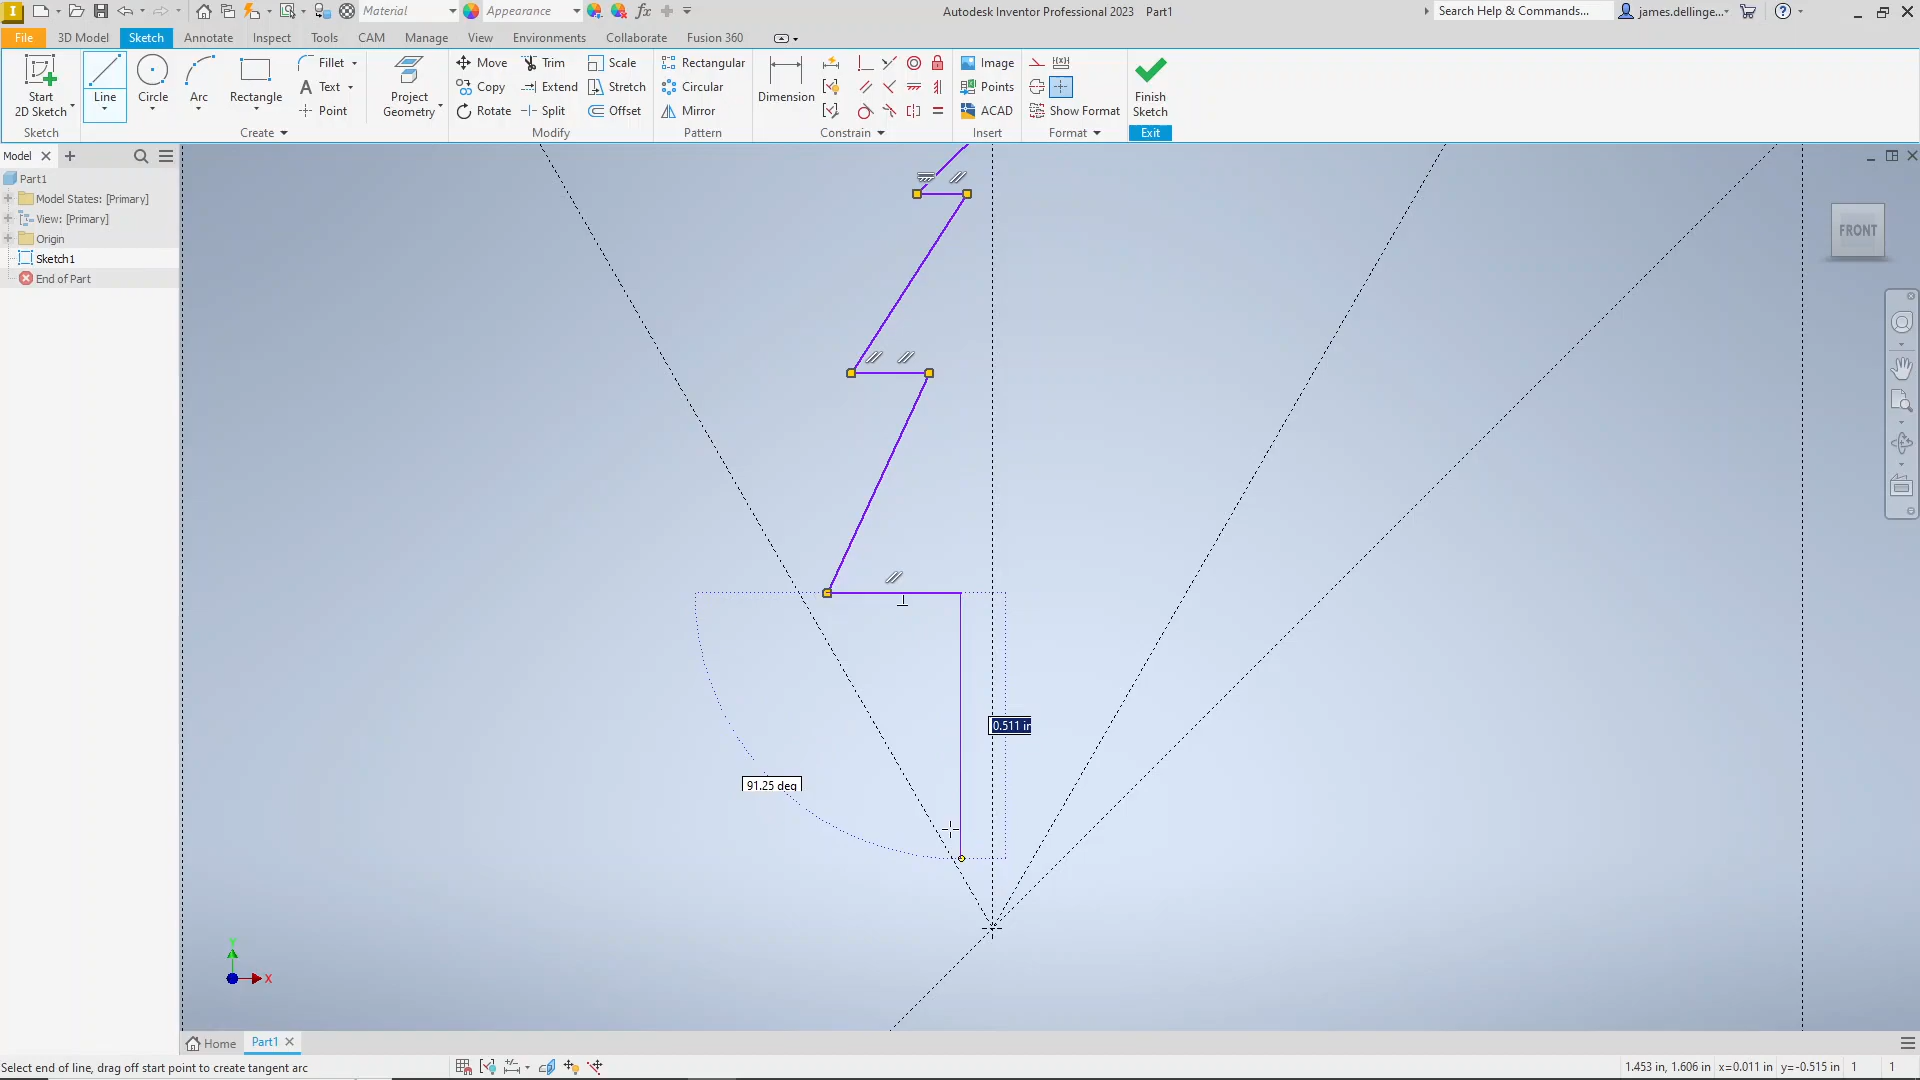 Material
Appearance
Autodesk Inventor Professional 2023 Part1
Search Help & Commands...
james.dellinge...
File 3D Model Sketch Annotate Inspect Tools CAM Manage View Environments Collaborate Fusion 360
Start
2D Sketch
Line
Circle
Arc
Rectangle
Fillet
Text
Point
Project
Geometry
Move
Copy
Rotate
Trim
Extend
Split
Scale
Stretch
Offset
Rectangular
Circular
Mirror
Dimension
Image
Points
ACAD
Show Format
Finish
Sketch
Sketch Create Modify Pattern Constrain Insert Format Exit
Model
Part1
Model States: [Primary]
View: [Primary]
Origin
Sketch1
End of Part
FRONT
0.511 in
91.25 deg
Y
X
Home Part1
Select end of line, drag off start point to create tangent arc
1.453 in, 1.606 in x=0.011 in y=-0.515 in 1 1